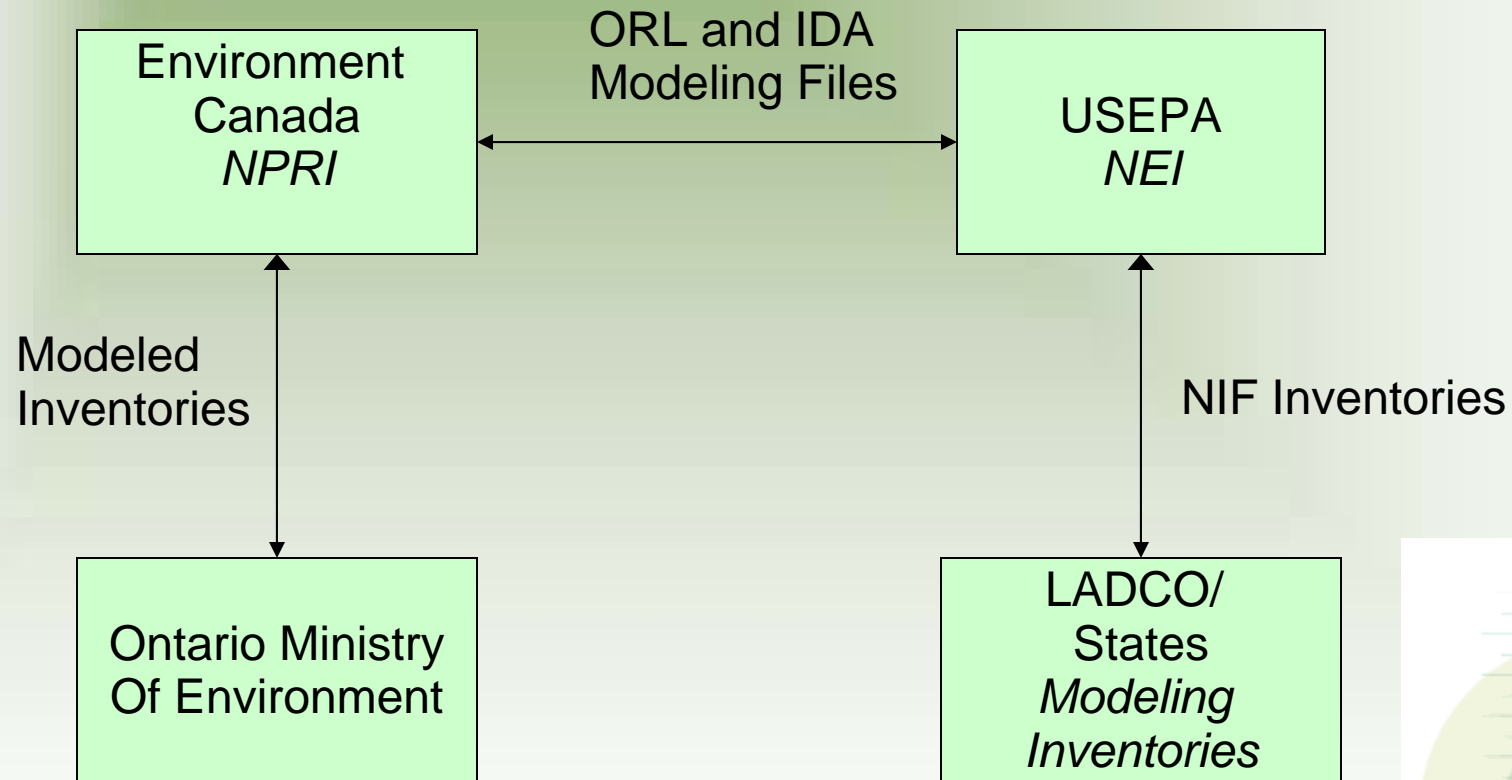 Environment
Canada
NPRI
ORL and IDA
Modeling Files
USEPA
NEI
Modeled
Inventories
NIF Inventories
Ontario Ministry
Of Environment
LADCO/
States
Modeling
Inventories